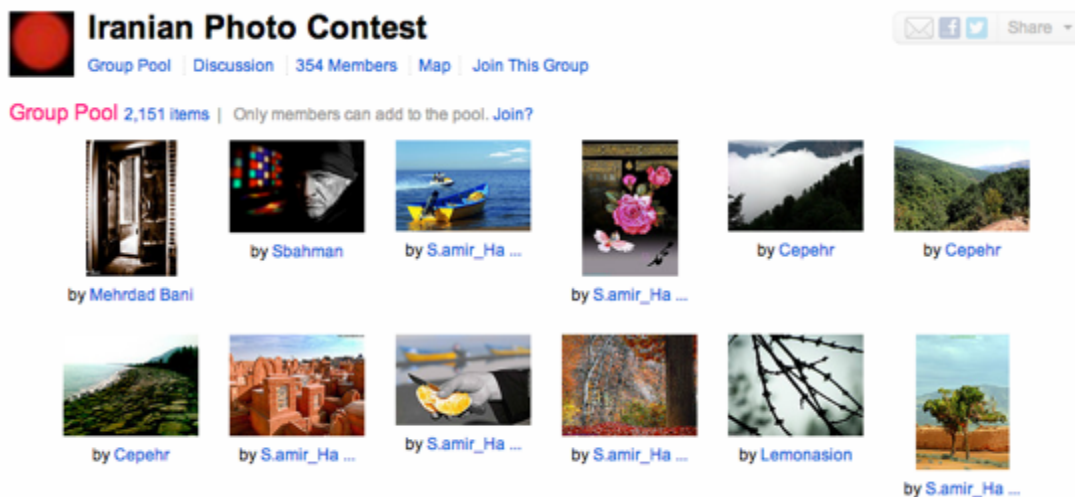 Iranian Photo Contest
Share
Group Pool Discussion 354 Members Map Join This Group
Group Pool 2,151 items | Only members can add to the pool. Join?
by Mehrdad Bani
by Sbahman
by S.amir_Ha ...
by S.amir_Ha ...
by Cepehr
by Cepehr
by Cepehr
by S.amir_Ha ...
by S.amir_Ha ...
by S.amir_Ha ...
by Lemonasion
by S.amir_Ha ...